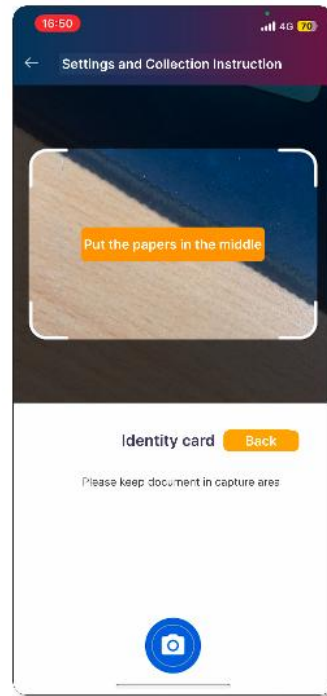 16:50
4G 70
Settings and Collection Instruction
Put the papers in the middle
Identity card Back
Please keep document in capture area